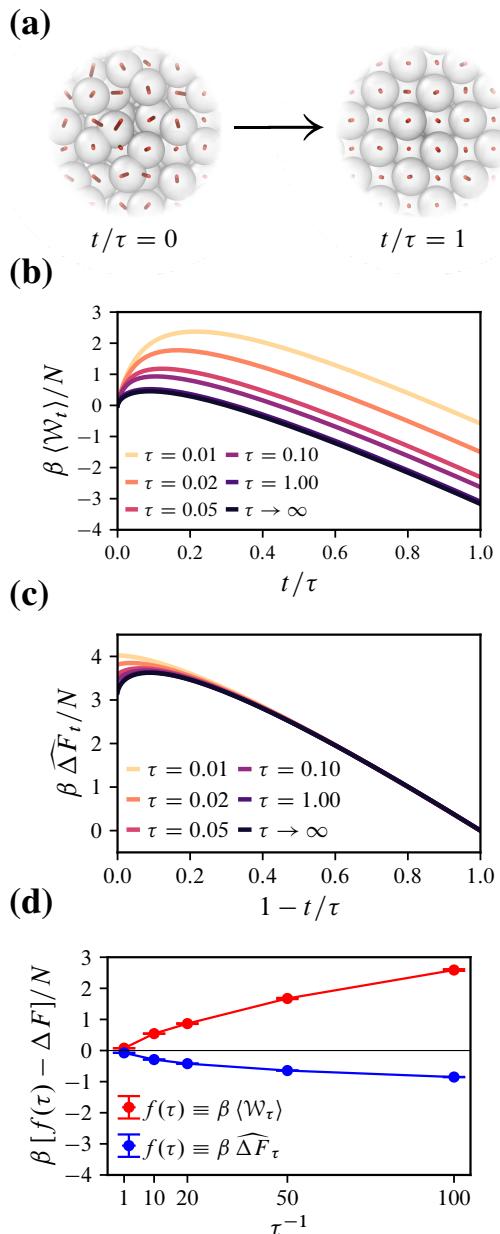 (a)
t/τ = 0
t/τ = 1
(b)
β ⟨𝒲ₜ⟩/N
3
2
1
0
−1
−2
−3
−4
τ = 0.01
τ = 0.10
τ = 0.02
τ = 1.00
τ = 0.05
τ → ∞
0.0 0.2 0.4 0.6 0.8 1.0
t/τ
(c)
β \widehat{ΔF}ₜ/N
4
3
2
1
0
τ = 0.01
τ = 0.10
τ = 0.02
τ = 1.00
τ = 0.05
τ → ∞
0.0 0.2 0.4 0.6 0.8 1.0
1 − t/τ
(d)
β [f(τ) − ΔF]/N
3
2
1
0
−1
−2
−3
−4
f(τ) ≡ β ⟨𝒲_τ⟩
f(τ) ≡ β \widehat{ΔF}_τ
1 10 20 50 100
τ⁻¹